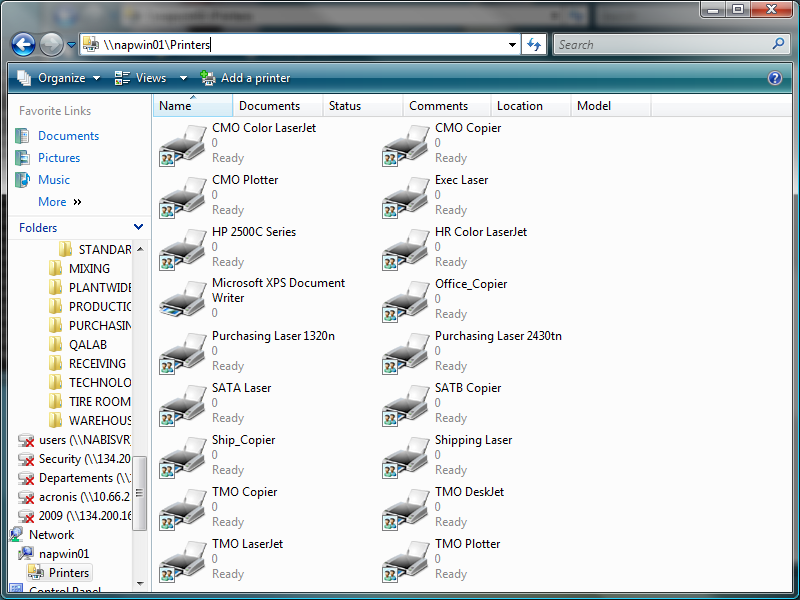 \\napwin01\Printers
Search
Organize
Views
Add a printer
Favorite Links
Documents
Pictures
Music
More »
Folders
STANDAR
MIXING
PLANTWIDE
PRODUCTIO
PURCHASIN
QALAB
RECEIVING
TECHNOLO
TIRE ROOM
WAREHOUS
users (\\NABISVR
Security (\\134.20
Departements (\\
acronis (\\10.66.2
2009 (\\134.200.16
Network
napwin01
Printers
Control Panel
Name Documents Status Comments Location Model
CMO Color LaserJet
0
Ready
CMO Copier
0
Ready
CMO Plotter
0
Ready
Exec Laser
0
Ready
HP 2500C Series
0
Ready
HR Color LaserJet
0
Ready
Microsoft XPS Document
Writer
0
Office_Copier
0
Ready
Purchasing Laser 1320n
0
Ready
Purchasing Laser 2430tn
0
Ready
SATA Laser
0
Ready
SATB Copier
0
Ready
Ship_Copier
0
Ready
Shipping Laser
0
Ready
TMO Copier
0
Ready
TMO DeskJet
0
Ready
TMO LaserJet
0
Ready
TMO Plotter
0
Ready